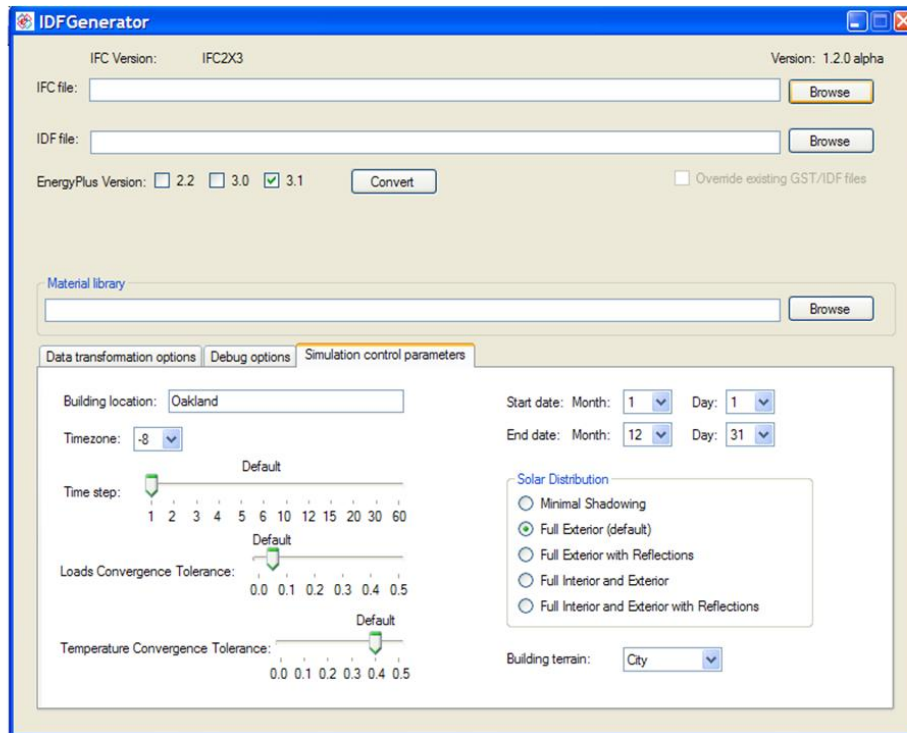 IDFGenerator
IFC Version: IFC2X3 Version: 1.2.0 alpha
IFC file: Browse
IDF file: Browse
EnergyPlus Version: 2.2 3.0 3.1 Convert Override existing GST/IDF files
Material library
Browse
Data transformation options Debug options Simulation control parameters
Building location: Oakland
Timezone: -8
Default
Time step:
1 2 3 4 5 6 10 12 15 20 30 60
Default
Loads Convergence Tolerance:
0.0 0.1 0.2 0.3 0.4 0.5
Default
Temperature Convergence Tolerance:
0.0 0.1 0.2 0.3 0.4 0.5
Start date: Month: 1 Day: 1
End date: Month: 12 Day: 31
Solar Distribution
Minimal Shadowing
Full Exterior (default)
Full Exterior with Reflections
Full Interior and Exterior
Full Interior and Exterior with Reflections
Building terrain: City